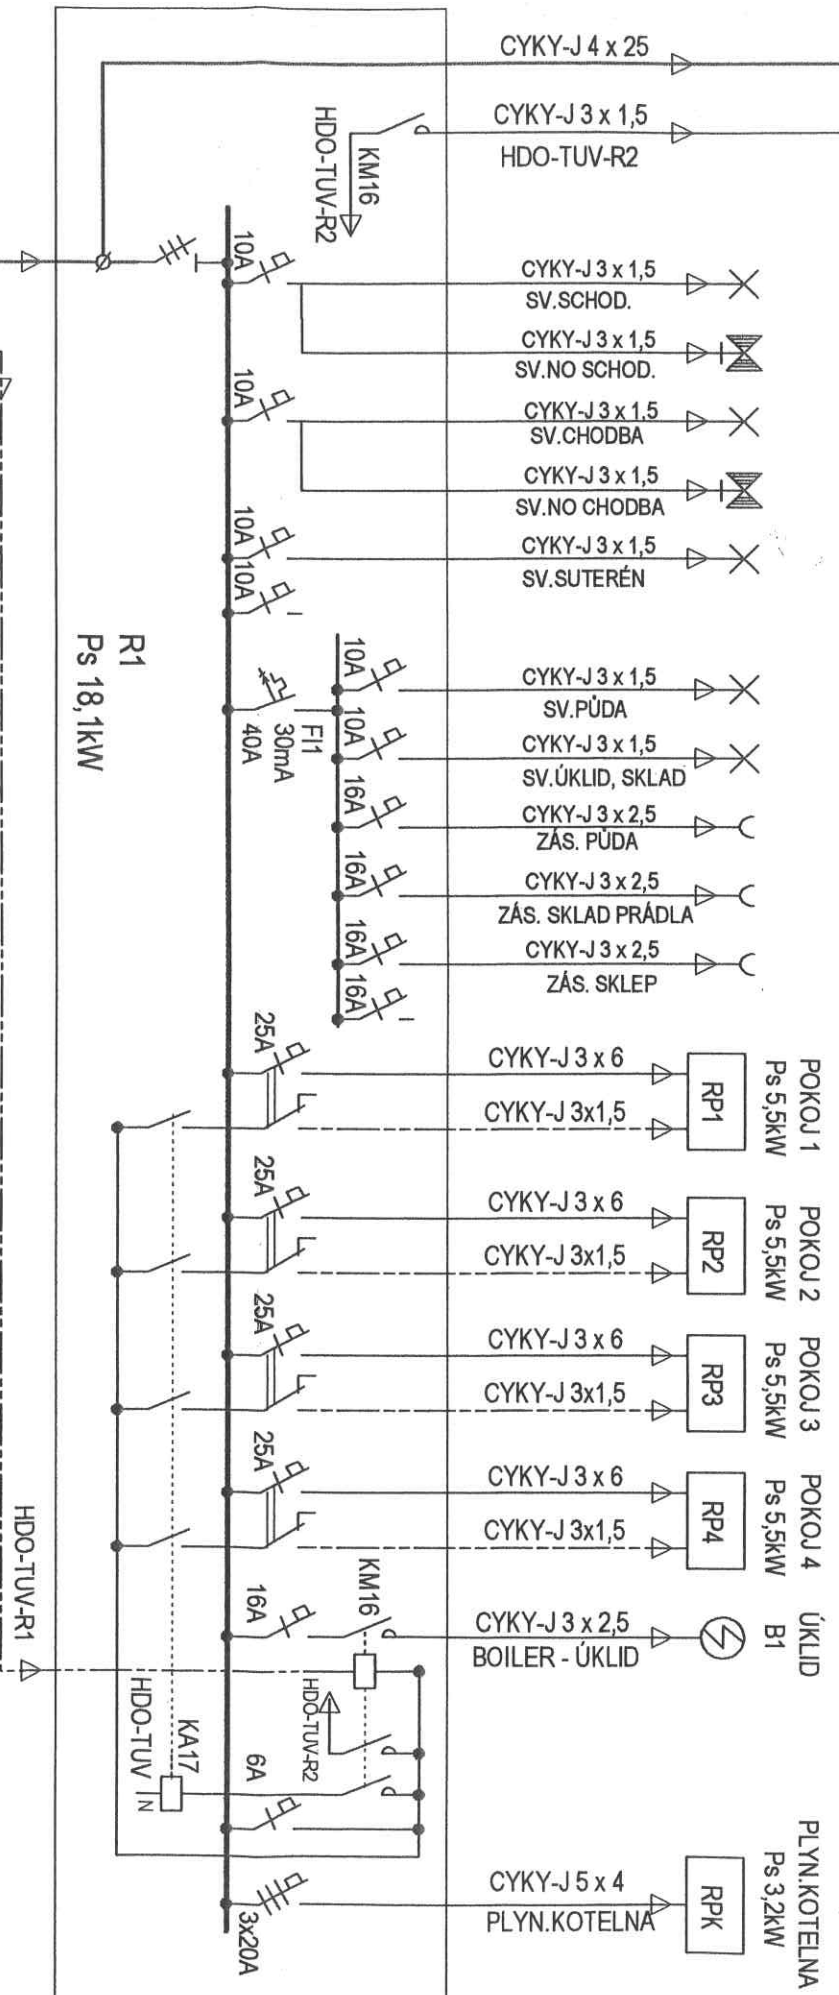 CYKY-J 4 x 25
CYKY-J 3 x 1,5
HDO-TUV-R2
KM16
HDO-TUV-R2
10A
CYKY-J 3 x 1,5
SV.SCHOD.
CYKY-J 3 x 1,5
SV.NO SCHOD.
10A
CYKY-J 3 x 1,5
SV.CHODBA
CYKY-J 3 x 1,5
SV.NO CHODBA
10A
CYKY-J 3 x 1,5
SV.SUTERÉN
10A
R1
Ps 18,1kW
FI1
30mA
40A
10A
CYKY-J 3 x 1,5
SV.PŮDA
10A
CYKY-J 3 x 1,5
SV.ÚKLID, SKLAD
16A
CYKY-J 3 x 2,5
ZÁS. PŮDA
16A
CYKY-J 3 x 2,5
ZÁS. SKLAD PRÁDLA
16A
CYKY-J 3 x 2,5
ZÁS. SKLEP
16A
25A
CYKY-J 3 x 6
CYKY-J 3x1,5
RP1
POKOJ 1
Ps 5,5kW
25A
CYKY-J 3 x 6
CYKY-J 3x1,5
RP2
POKOJ 2
Ps 5,5kW
25A
CYKY-J 3 x 6
CYKY-J 3x1,5
RP3
POKOJ 3
Ps 5,5kW
25A
CYKY-J 3 x 6
CYKY-J 3x1,5
RP4
POKOJ 4
Ps 5,5kW
HDO-TUV-R1
16A
KM16
CYKY-J 3 x 2,5
BOILER - ÚKLID
ÚKLID
B1
HDO-TUV-R2
KA17
HDO-TUV
N
6A
3x20A
CYKY-J 5 x 4
PLYN.KOTELNA
RPK
PLYN.KOTELNA
Ps 3,2kW